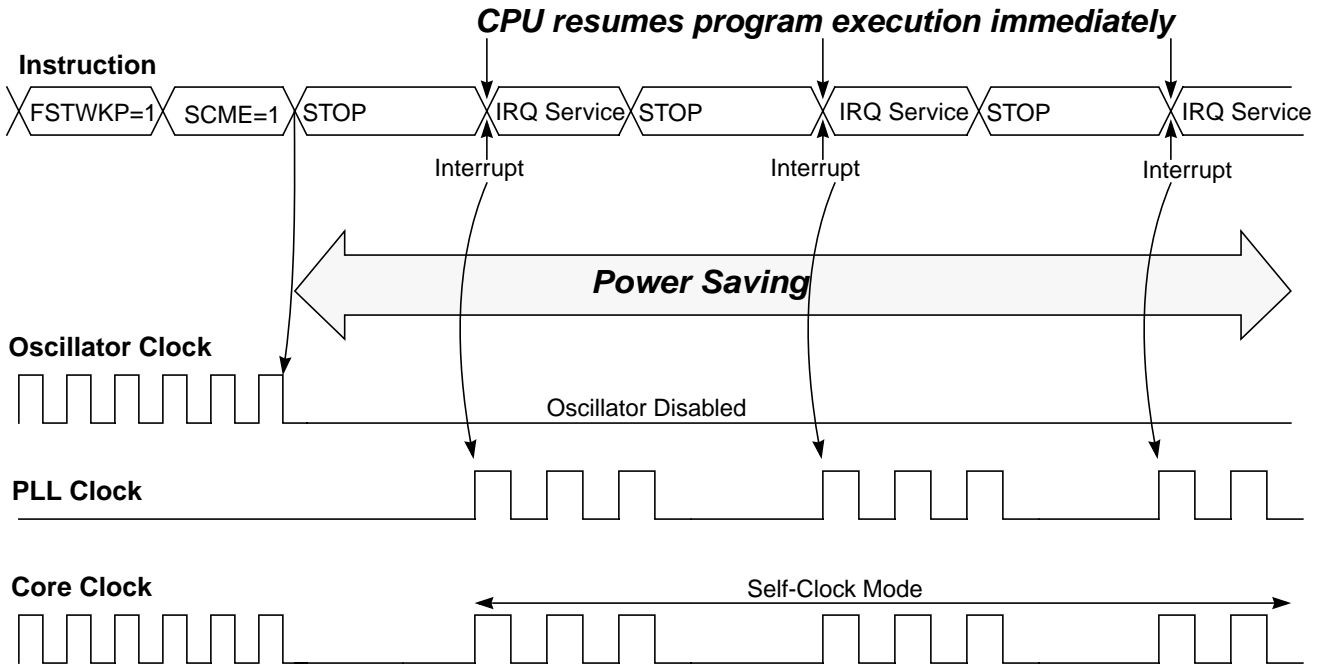 CPU resumes program execution immediately
Instruction
FSTWKP=1 SCME=1 STOP IRQ Service STOP IRQ Service STOP IRQ Service
Interrupt Interrupt Interrupt
Power Saving
Oscillator Clock
Oscillator Disabled
PLL Clock
Core Clock
Self-Clock Mode